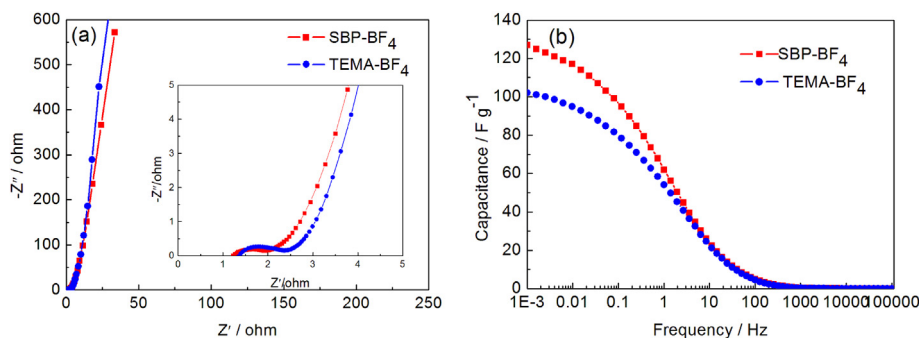 (a)
SBP-BF4
TEMA-BF4
-Z″ / ohm
600
500
400
300
200
100
0
0 50 100 150 200 250
Z′ / ohm
-Z″/ohm
5
4
3
2
1
0
0 1 2 3 4 5
Z′/ohm
(b)
SBP-BF4
TEMA-BF4
Capacitance / F g-1
140
120
100
80
60
40
20
0
1E-3 0.01 0.1 1 10 100 1000 10000 100000
Frequency / Hz